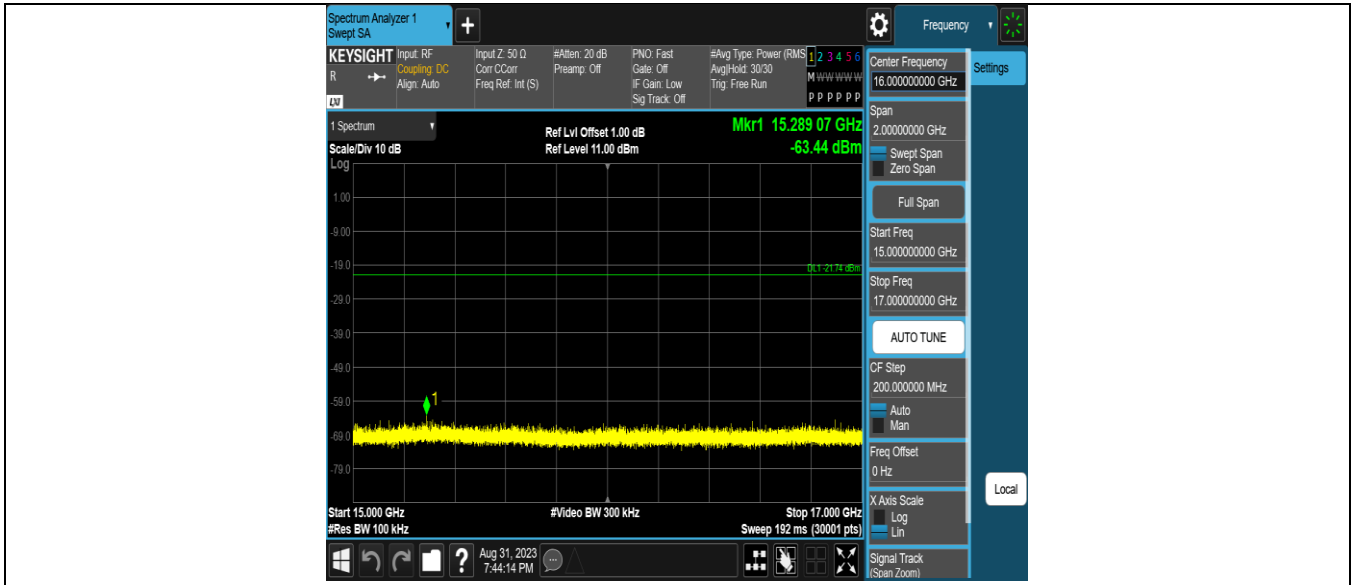 Spectrum Analyzer 1
Swept SA
+
Frequency
KEYSIGHT
R
LXI
Input: RF
Coupling: DC
Align: Auto
Input Z: 50 Ω
Corr CCorr
Freq Ref: Int (S)
#Atten: 20 dB
Preamp: Off
PNO: Fast
Gate: Off
IF Gain: Low
Sig Track: Off
#Avg Type: Power (RMS
Avg|Hold: 30/30
Trig: Free Run
1 2 3 4 5 6
M W W W W W
P P P P P P
1 Spectrum
Scale/Div 10 dB
Log
Ref Lvl Offset 1.00 dB
Ref Level 11.00 dBm
Mkr1 15.289 07 GHz
-63.44 dBm
1.00
-9.00
-19.0
DL1 -21.74 dBm
-29.0
-39.0
-49.0
-59.0
1
-69.0
-79.0
Start 15.000 GHz
#Video BW 300 kHz
Stop 17.000 GHz
#Res BW 100 kHz
Sweep 192 ms (30001 pts)
?
Aug 31, 2023
7:44:14 PM
Center Frequency
16.000000000 GHz
Settings
Span
2.00000000 GHz
Swept Span
Zero Span
Full Span
Start Freq
15.000000000 GHz
Stop Freq
17.000000000 GHz
AUTO TUNE
CF Step
200.000000 MHz
Auto
Man
Freq Offset
0 Hz
X Axis Scale
Log
Lin
Signal Track
(Span Zoom)
Local